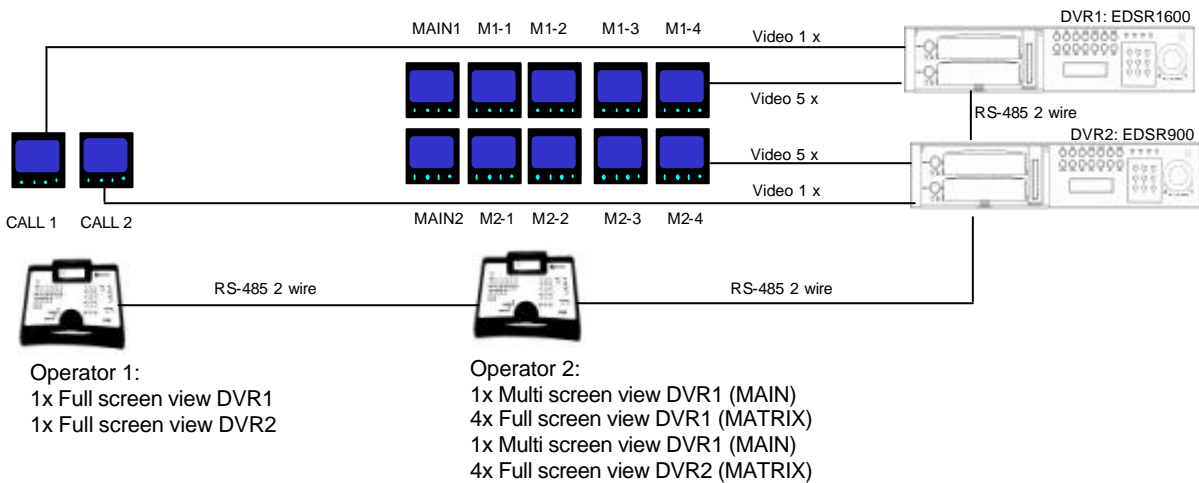 MAIN1 M1-1 M1-2 M1-3 M1-4
DVR1: EDSR1600
Video 1 x
Video 5 x
RS-485 2 wire
DVR2: EDSR900
Video 5 x
Video 1 x
CALL 1 CALL 2
MAIN2 M2-1 M2-2 M2-3 M2-4
RS-485 2 wire
RS-485 2 wire
Operator 1:
1x Full screen view DVR1
1x Full screen view DVR2
Operator 2:
1x Multi screen view DVR1 (MAIN)
4x Full screen view DVR1 (MATRIX)
1x Multi screen view DVR1 (MAIN)
4x Full screen view DVR2 (MATRIX)